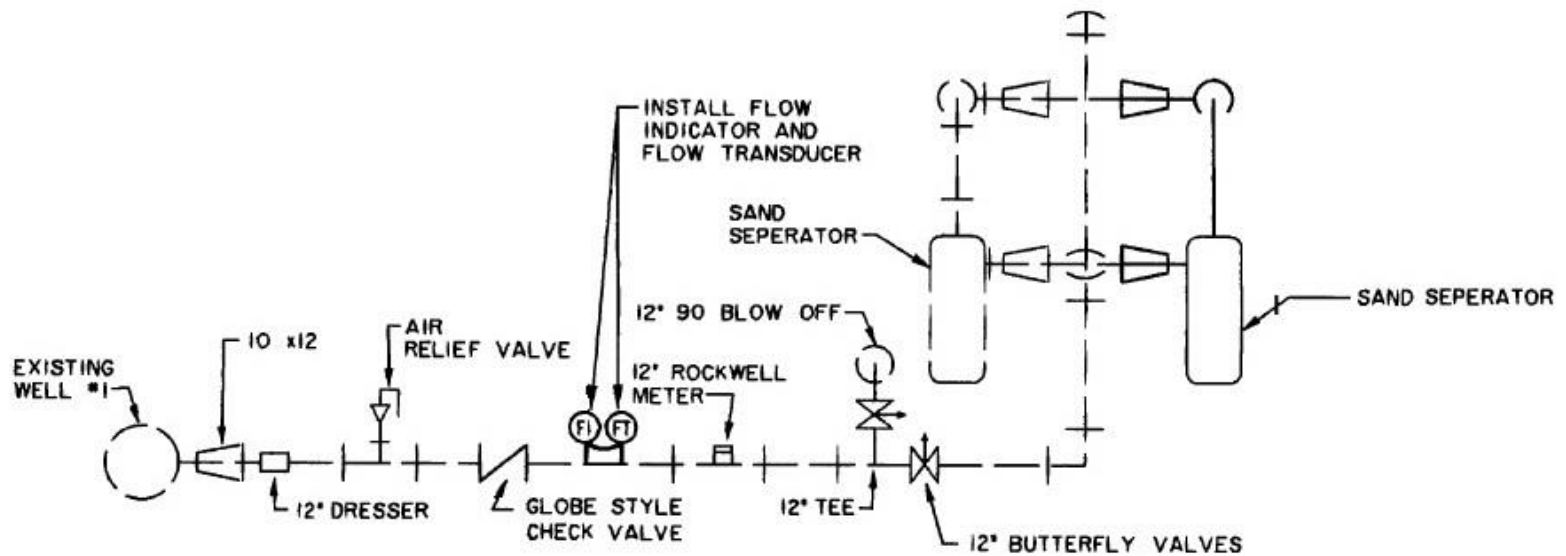 INSTALL FLOW
INDICATOR AND
FLOW TRANSDUCER
SAND
SEPERATOR
SAND SEPERATOR
12" 90 BLOW OFF
AIR
RELIEF VALVE
10 x12
EXISTING
WELL #1
12" ROCKWELL
METER
FI FT
12" DRESSER
GLOBE STYLE
CHECK VALVE
12" TEE
12" BUTTERFLY VALVES